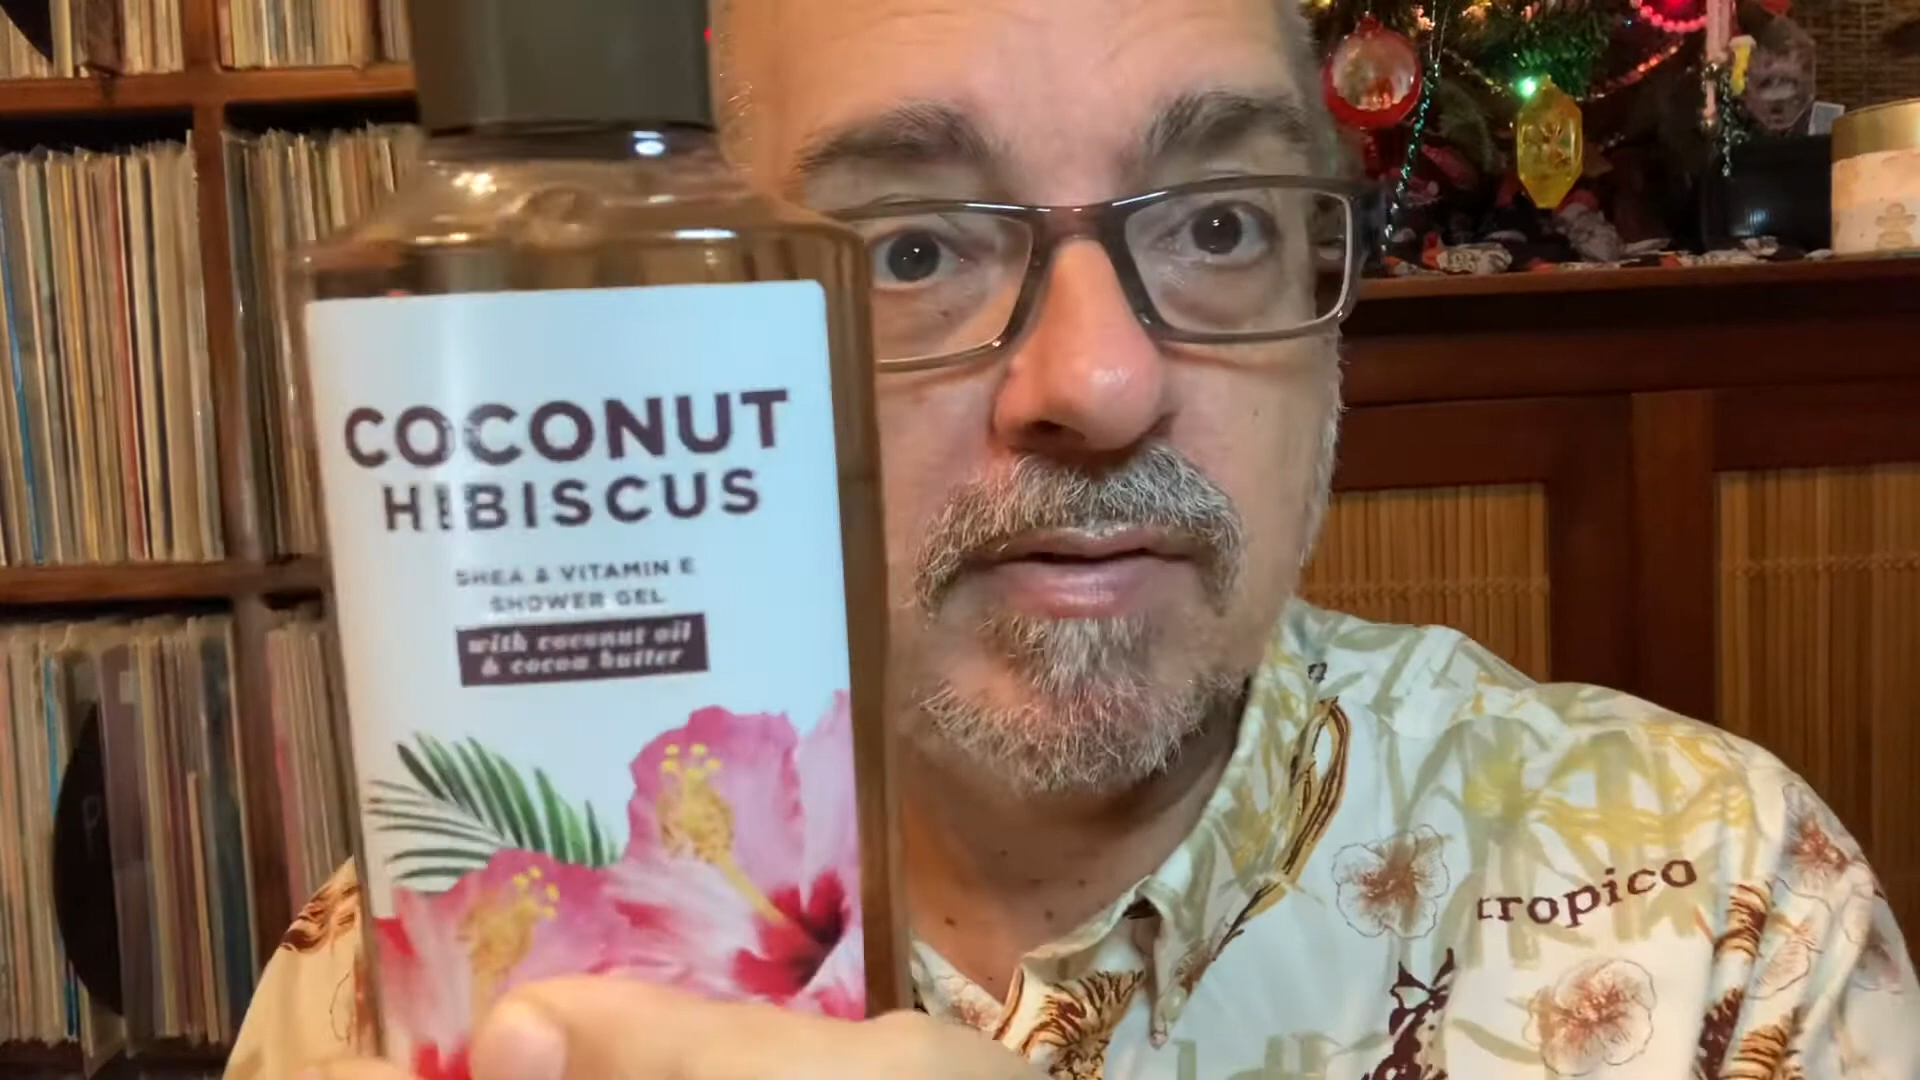 COCONUT
HIBISCUS
SHEA & VITAMIN E
SHOWER GEL
with coconut oil
& cocoa butter
tropico